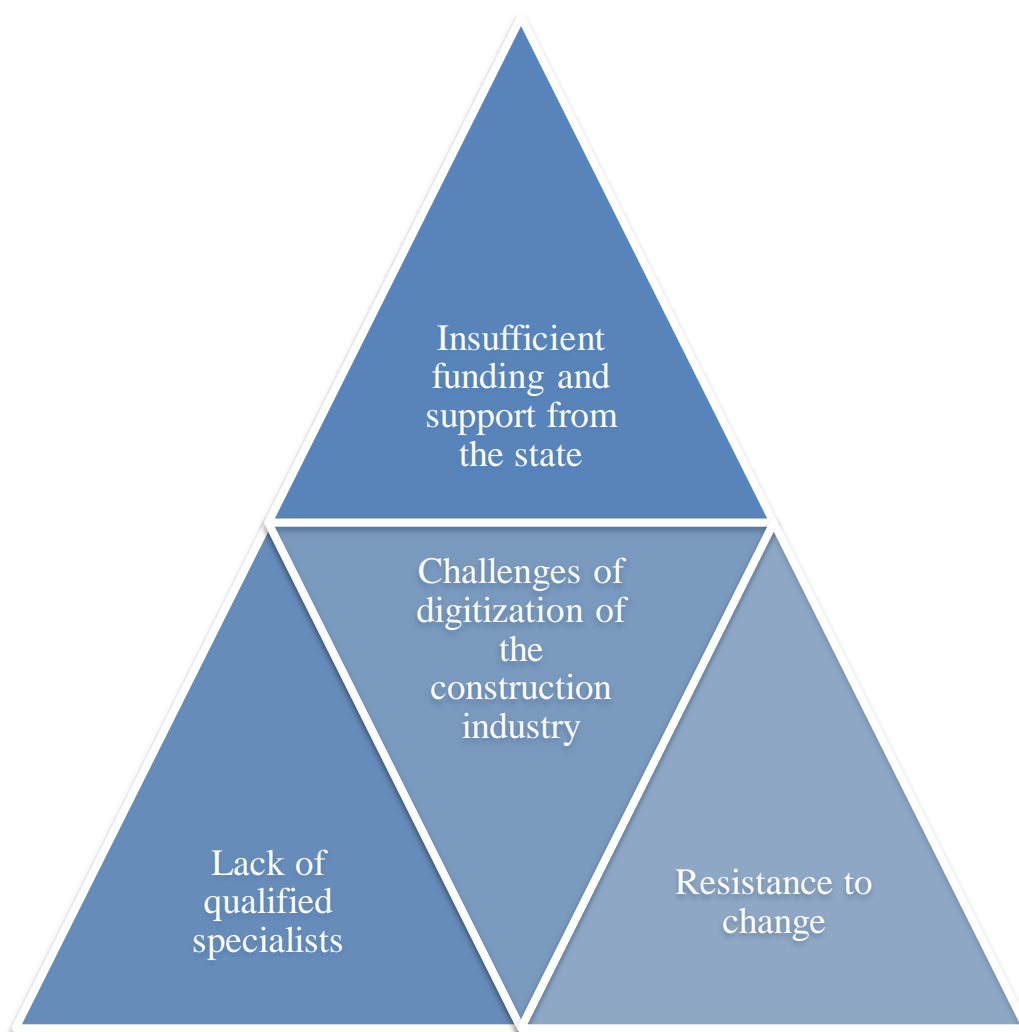 Insufficient
funding and
support from
the state
Challenges of
digitization of
the
construction
industry
Lack of
qualified
specialists
Resistance to
change